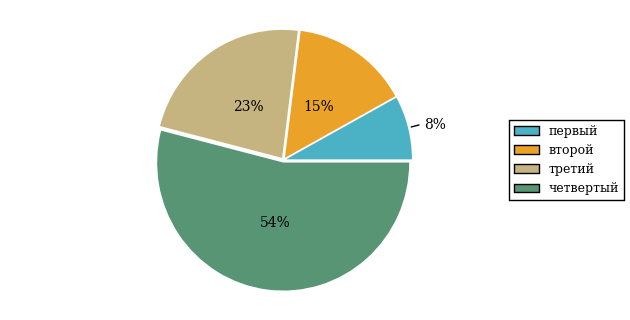 23%
15%
8%
54%
первый
второй
третий
четвертый